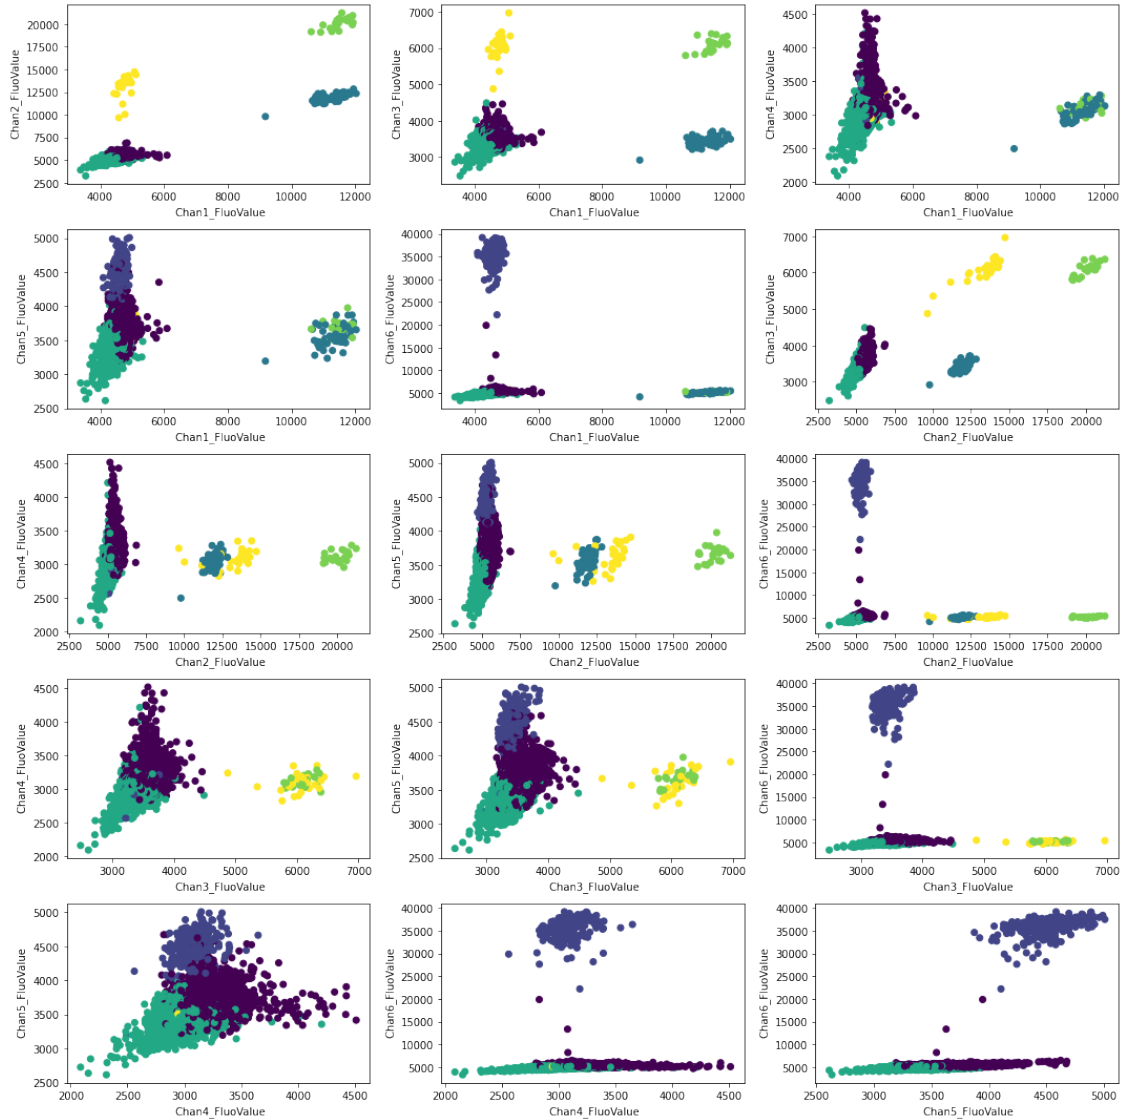 20000
17500
15000
12500
10000
7500
5000
2500
Chan2_FluoValue
4000 6000 8000 10000 12000
Chan1_FluoValue
7000
6000
5000
4000
3000
Chan3_FluoValue
4000 6000 8000 10000 12000
Chan1_FluoValue
4500
4000
3500
3000
2500
2000
Chan4_FluoValue
4000 6000 8000 10000 12000
Chan1_FluoValue
5000
4500
4000
3500
3000
2500
Chan5_FluoValue
4000 6000 8000 10000 12000
Chan1_FluoValue
40000
35000
30000
25000
20000
15000
10000
5000
Chan6_FluoValue
4000 6000 8000 10000 12000
Chan1_FluoValue
7000
6000
5000
4000
3000
Chan3_FluoValue
2500 5000 7500 10000 12500 15000 17500 20000
Chan2_FluoValue
4500
4000
3500
3000
2500
2000
Chan4_FluoValue
2500 5000 7500 10000 12500 15000 17500 20000
Chan2_FluoValue
5000
4500
4000
3500
3000
2500
Chan5_FluoValue
2500 5000 7500 10000 12500 15000 17500 20000
Chan2_FluoValue
40000
35000
30000
25000
20000
15000
10000
5000
Chan6_FluoValue
2500 5000 7500 10000 12500 15000 17500 20000
Chan2_FluoValue
4500
4000
3500
3000
2500
2000
Chan4_FluoValue
3000 4000 5000 6000 7000
Chan3_FluoValue
5000
4500
4000
3500
3000
2500
Chan5_FluoValue
3000 4000 5000 6000 7000
Chan3_FluoValue
40000
35000
30000
25000
20000
15000
10000
5000
Chan6_FluoValue
3000 4000 5000 6000 7000
Chan3_FluoValue
5000
4500
4000
3500
3000
2500
Chan5_FluoValue
2000 2500 3000 3500 4000 4500
Chan4_FluoValue
40000
35000
30000
25000
20000
15000
10000
5000
Chan6_FluoValue
2000 2500 3000 3500 4000 4500
Chan4_FluoValue
40000
35000
30000
25000
20000
15000
10000
5000
Chan6_FluoValue
2500 3000 3500 4000 4500 5000
Chan5_FluoValue